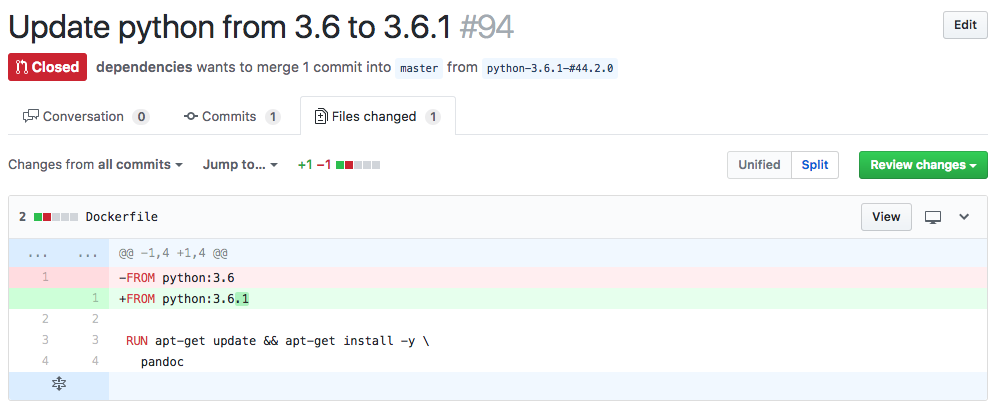 Update python from 3.6 to 3.6.1 #94 Edit
Closed dependencies wants to merge 1 commit into master from python-3.6.1-#44.2.0
Conversation 0 Commits 1 Files changed 1
Changes from all commits Jump to... +1 −1 Unified Split Review changes
2 Dockerfile View
... ... @@ -1,4 +1,4 @@
1 -FROM python:3.6
1 +FROM python:3.6.1
2 2
3 3 RUN apt-get update && apt-get install -y \
4 4 pandoc